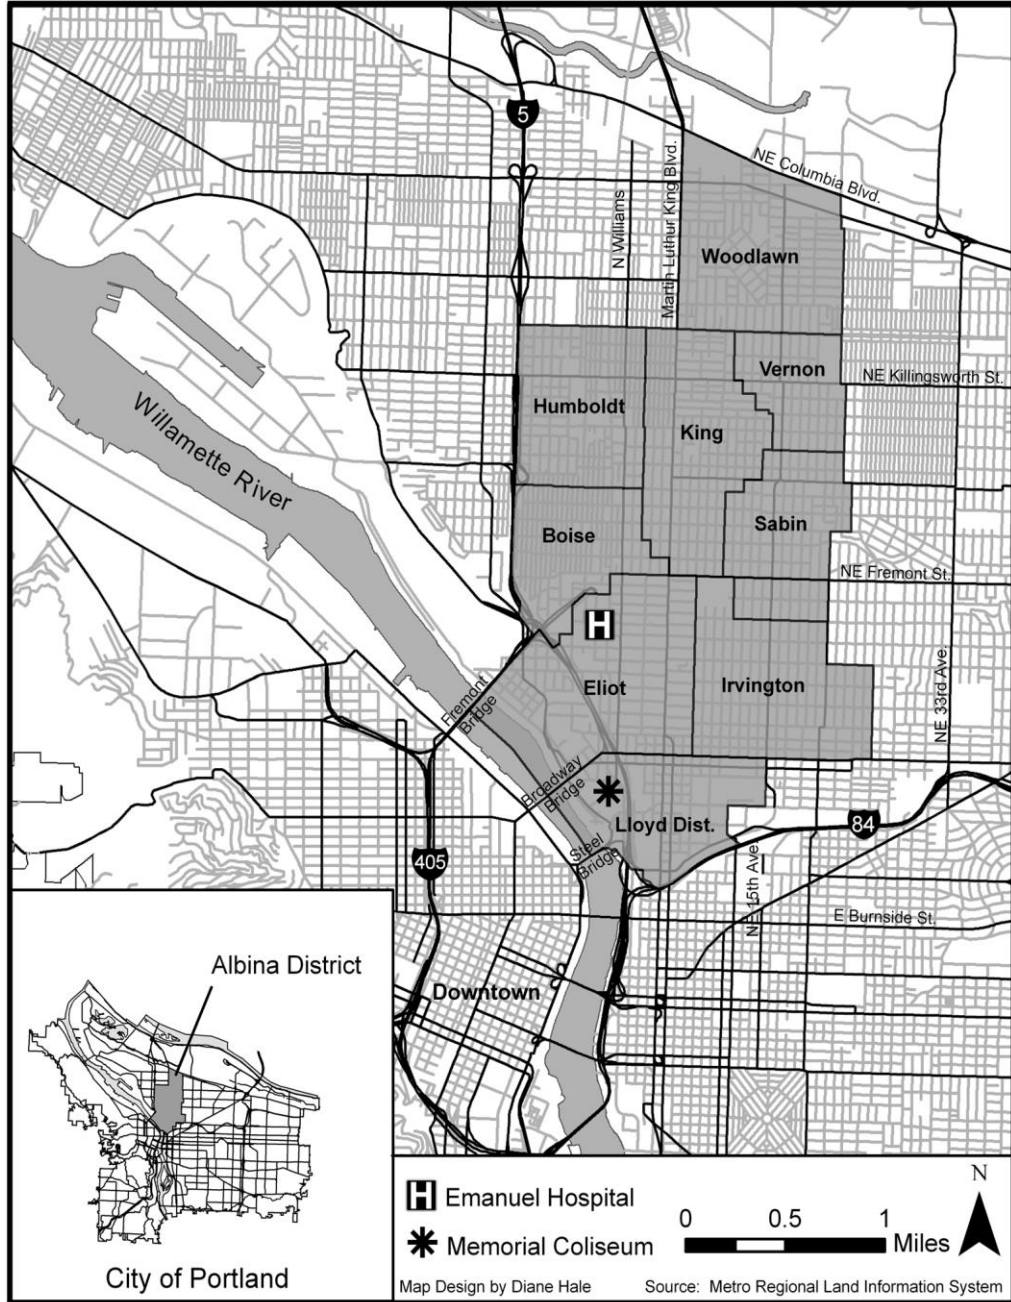 5
NE Columbia Blvd.
N Williams
Martin Luthur King Blvd.
Woodlawn
Vernon
NE Killingsworth St.
Humboldt
King
Willamette River
Sabin
Boise
NE Fremont St.
H
Irvington
Eliot
NE 33rd Ave.
Fremont
Bridge
Broadway
Bridge
Lloyd Dist.
84
Steel
Bridge
405
NE 15th Ave
E Burnside St.
Albina District
Downtown
City of Portland
H Emanuel Hospital
Memorial Coliseum
0 0.5 1
Miles
N
Map Design by Diane Hale
Source: Metro Regional Land Information System